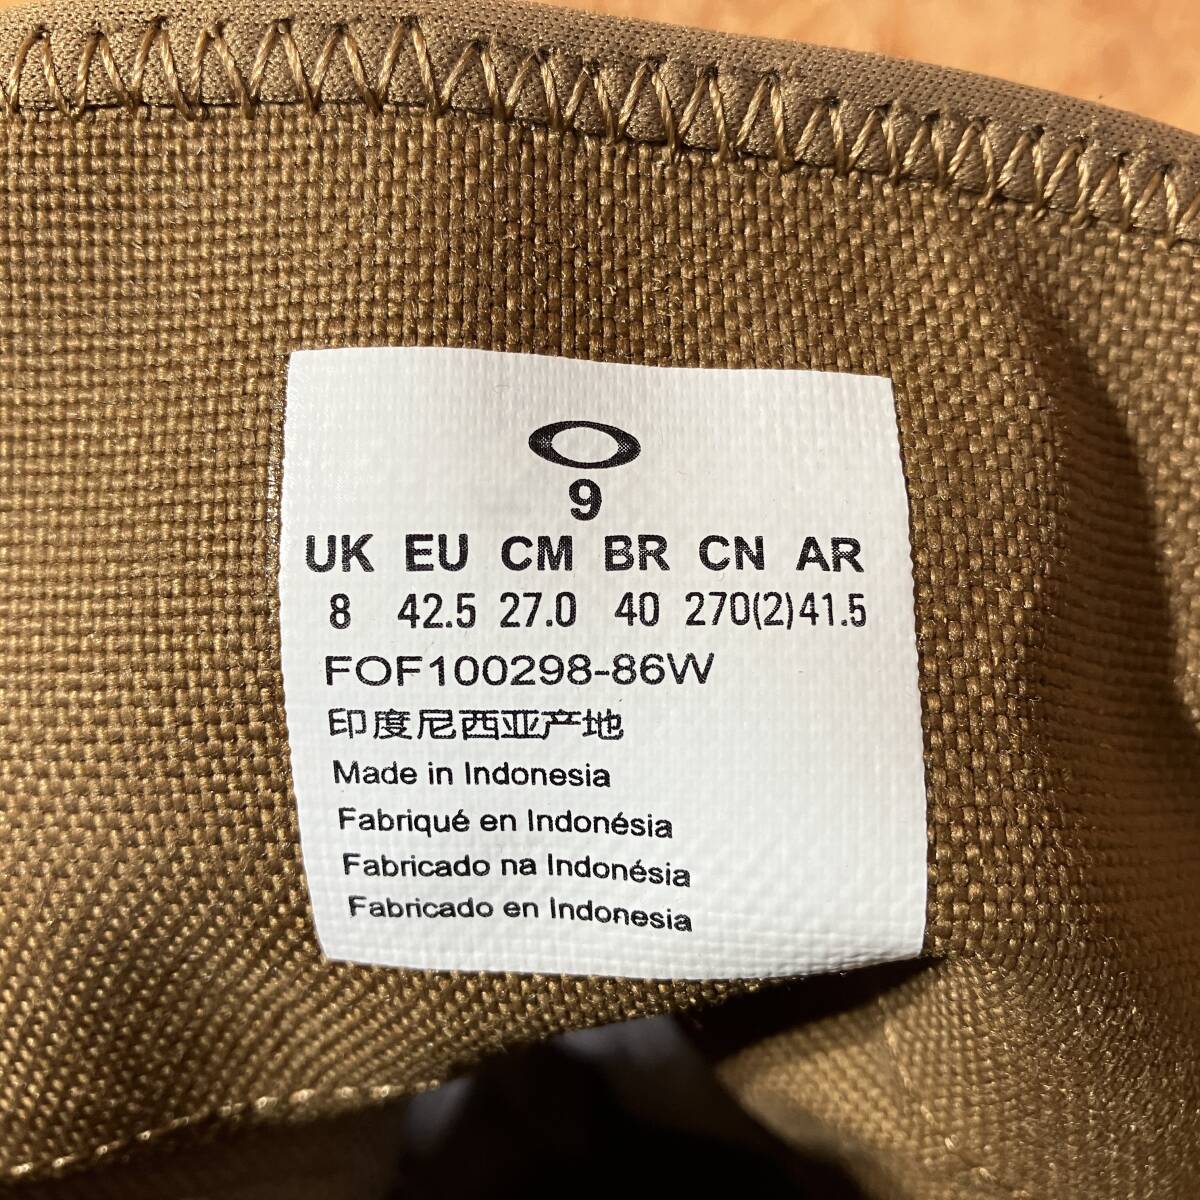 9
UK EU CM BR CN AR
8 42.5 27.0 40 270(2) 41.5
FOF100298-86W
印度尼西亚产地
Made in Indonesia
Fabriqué en Indonésia
Fabricado na Indonésia
Fabricado en Indonesia